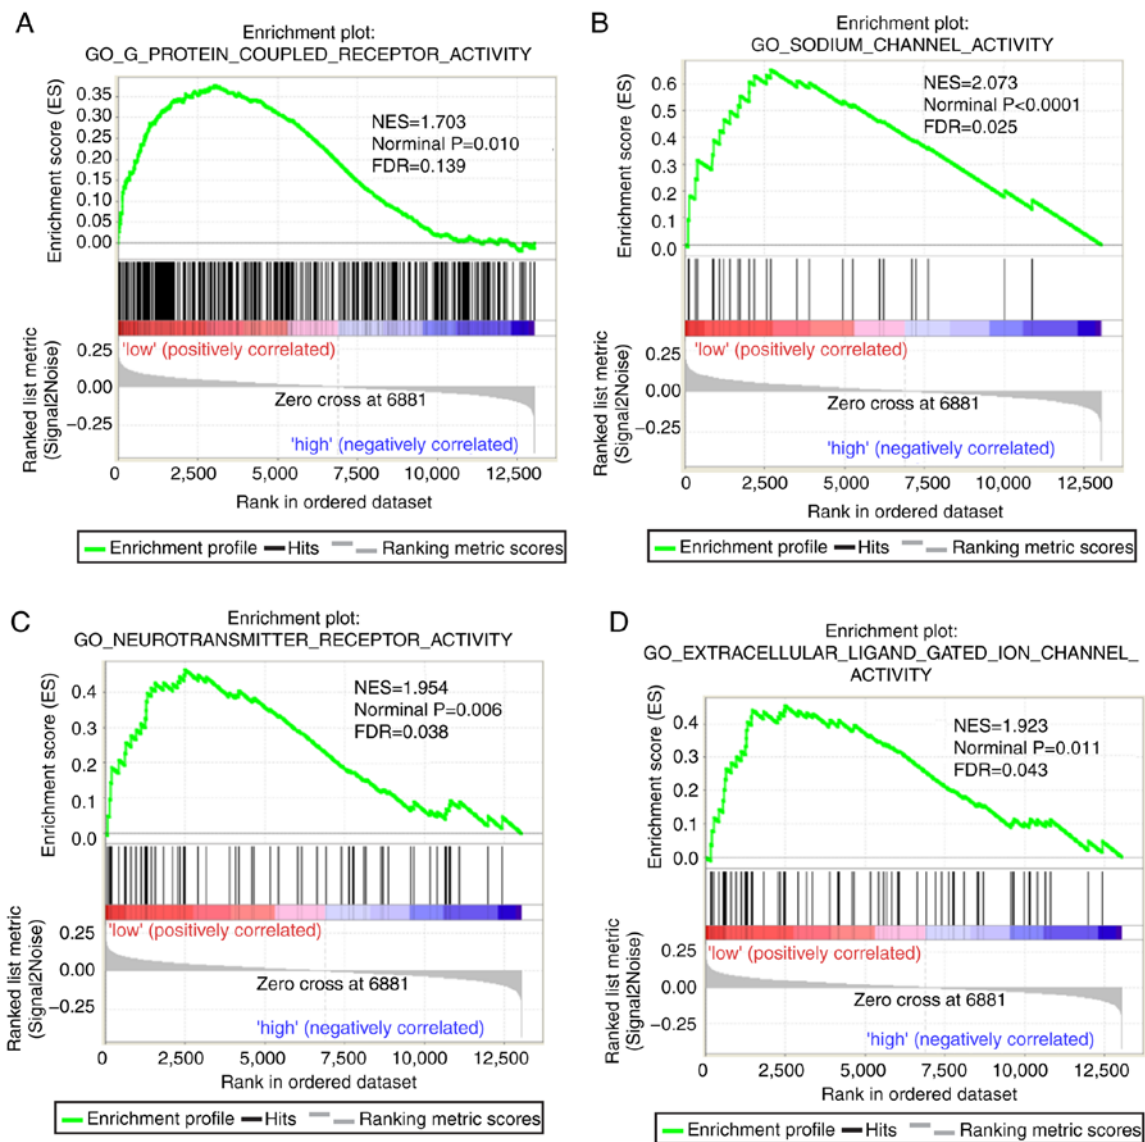 A
Enrichment plot:
GO_G_PROTEIN_COUPLED_RECEPTOR_ACTIVITY
Enrichment score (ES)
0.35
0.30
0.25
0.20
0.15
0.10
0.05
0.00
NES=1.703
Norminal P=0.010
FDR=0.139
Ranked list metric
(Signal2Noise)
0.25
0.00
−0.25
'low' (positively correlated)
Zero cross at 6881
'high' (negatively correlated)
0 2,500 5,000 7,500 10,000 12,500
Rank in ordered dataset
Enrichment profile Hits Ranking metric scores
B
Enrichment plot:
GO_SODIUM_CHANNEL_ACTIVITY
Enrichment score (ES)
0.6
0.5
0.4
0.3
0.2
0.1
0.0
NES=2.073
Norminal P<0.0001
FDR=0.025
Ranked list metric
(Signal2Noise)
0.25
0.00
−0.25
'low' (positively correlated)
Zero cross at 6881
'high' (negatively correlated)
0 2,500 5,000 7,500 10,000 12,500
Rank in ordered dataset
Enrichment profile Hits Ranking metric scores
C
Enrichment plot:
GO_NEUROTRANSMITTER_RECEPTOR_ACTIVITY
Enrichment score (ES)
0.4
0.3
0.2
0.1
0.0
NES=1.954
Norminal P=0.006
FDR=0.038
Ranked list metric
(Signal2Noise)
0.25
0.00
−0.25
'low' (positively correlated)
Zero cross at 6881
'high' (negatively correlated)
0 2,500 5,000 7,500 10,000 12,500
Rank in ordered dataset
Enrichment profile Hits Ranking metric scores
D
Enrichment plot:
GO_EXTRACELLULAR_LIGAND_GATED_ION_CHANNEL_
ACTIVITY
Enrichment score (ES)
0.4
0.3
0.2
0.1
0.0
NES=1.923
Norminal P=0.011
FDR=0.043
Ranked list metric
(Signal2Noise)
0.25
0.00
−0.25
'low' (positively correlated)
Zero cross at 6881
'high' (negatively correlated)
0 2,500 5,000 7,500 10,000 12,500
Rank in ordered dataset
Enrichment profile Hits Ranking metric scores